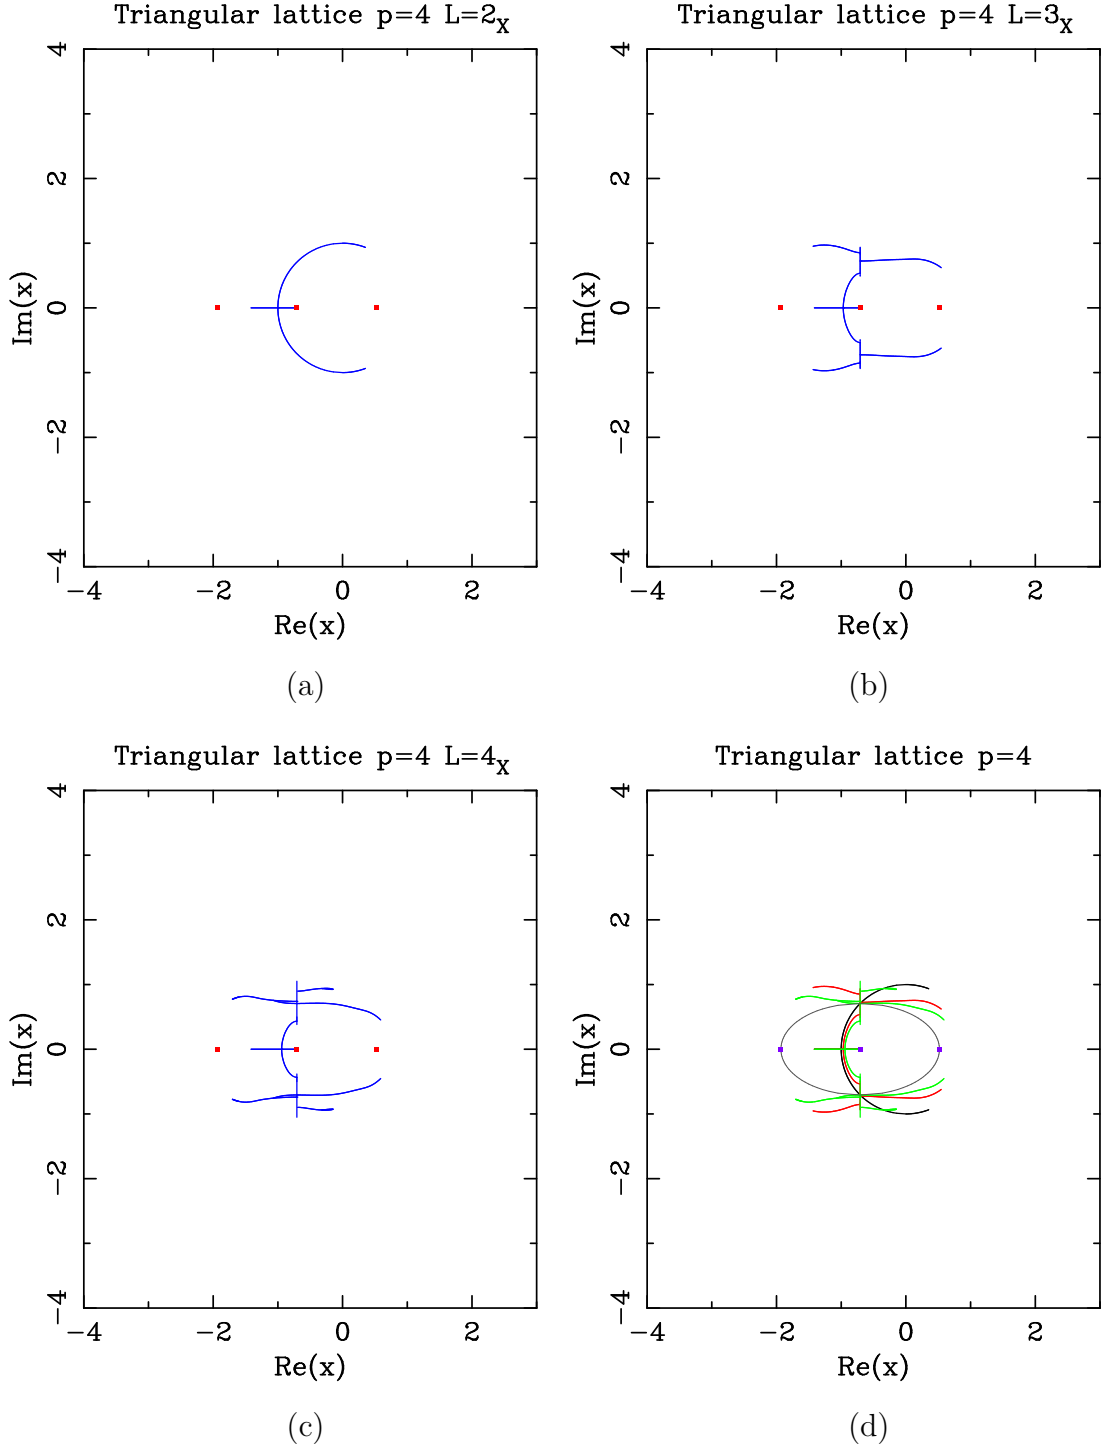 Triangular lattice p=4 L=2X
Triangular lattice p=4 L=3X
4
2
0
−2
−4
Im(x)
−4
−2
0
2
Re(x)
4
2
0
−2
−4
Im(x)
−4
−2
0
2
Re(x)
(a)
(b)
Triangular lattice p=4 L=4X
Triangular lattice p=4
4
2
0
−2
−4
Im(x)
−4
−2
0
2
Re(x)
4
2
0
−2
−4
Im(x)
−4
−2
0
2
Re(x)
(c)
(d)